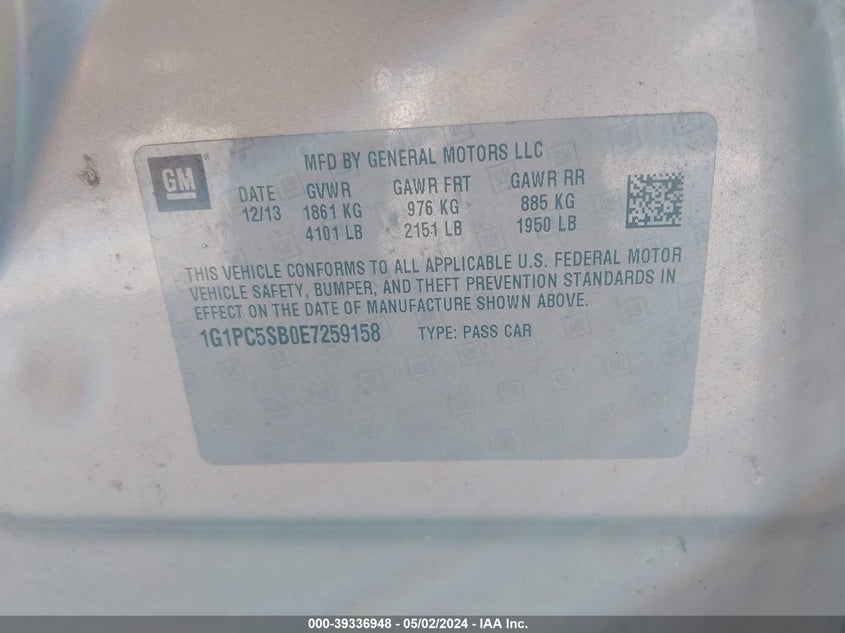 MFD BY GENERAL MOTORS LLC
GM ®
DATE GVWR GAWR FRT GAWR RR
12/13 1861 KG 976 KG 885 KG
4101 LB 2151 LB 1950 LB
THIS VEHICLE CONFORMS TO ALL APPLICABLE U.S. FEDERAL MOTOR
VEHICLE SAFETY, BUMPER, AND THEFT PREVENTION STANDARDS IN
EFFECT ON THE DATE OF MANUFACTURE SHOWN ABOVE.
1G1PC5SB0E7259158 TYPE: PASS CAR
000-39336948 - 05/02/2024 - IAA Inc.